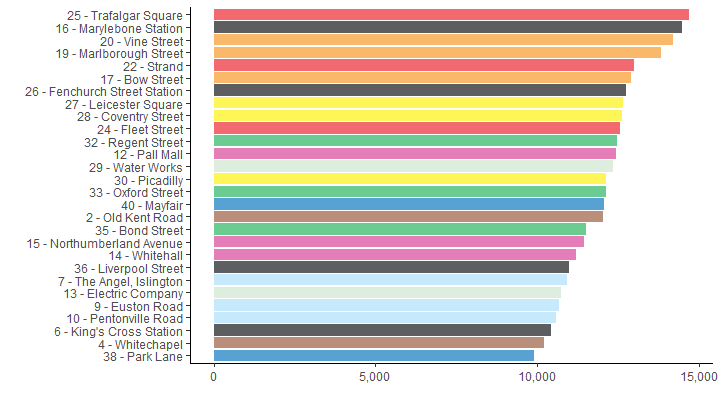 25 - Trafalgar Square
16 - Marylebone Station
20 - Vine Street
19 - Marlborough Street
22 - Strand
17 - Bow Street
26 - Fenchurch Street Station
27 - Leicester Square
28 - Coventry Street
24 - Fleet Street
32 - Regent Street
12 - Pall Mall
29 - Water Works
30 - Picadilly
33 - Oxford Street
40 - Mayfair
2 - Old Kent Road
35 - Bond Street
15 - Northumberland Avenue
14 - Whitehall
36 - Liverpool Street
7 - The Angel, Islington
13 - Electric Company
9 - Euston Road
10 - Pentonville Road
6 - King's Cross Station
4 - Whitechapel
38 - Park Lane
0 5,000 10,000 15,000